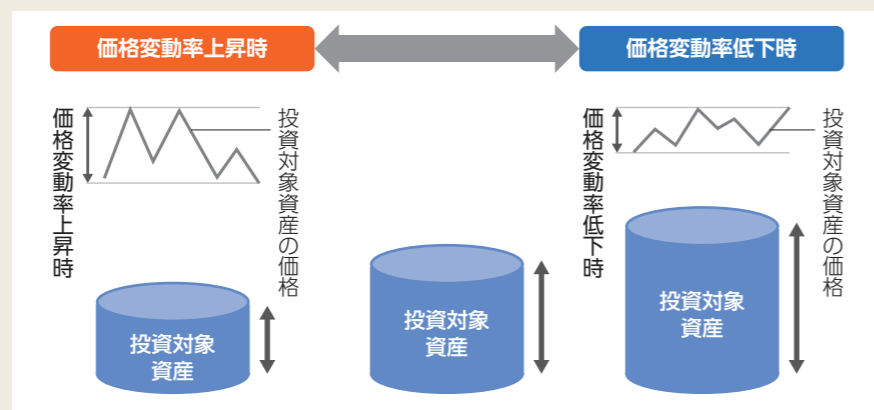 価格変動率上昇時
価格変動率低下時
価格変動率上昇時
投資対象資産の価格
価格変動率低下時
投資対象資産の価格
投資対象
資産
投資対象
資産
投資対象
資産